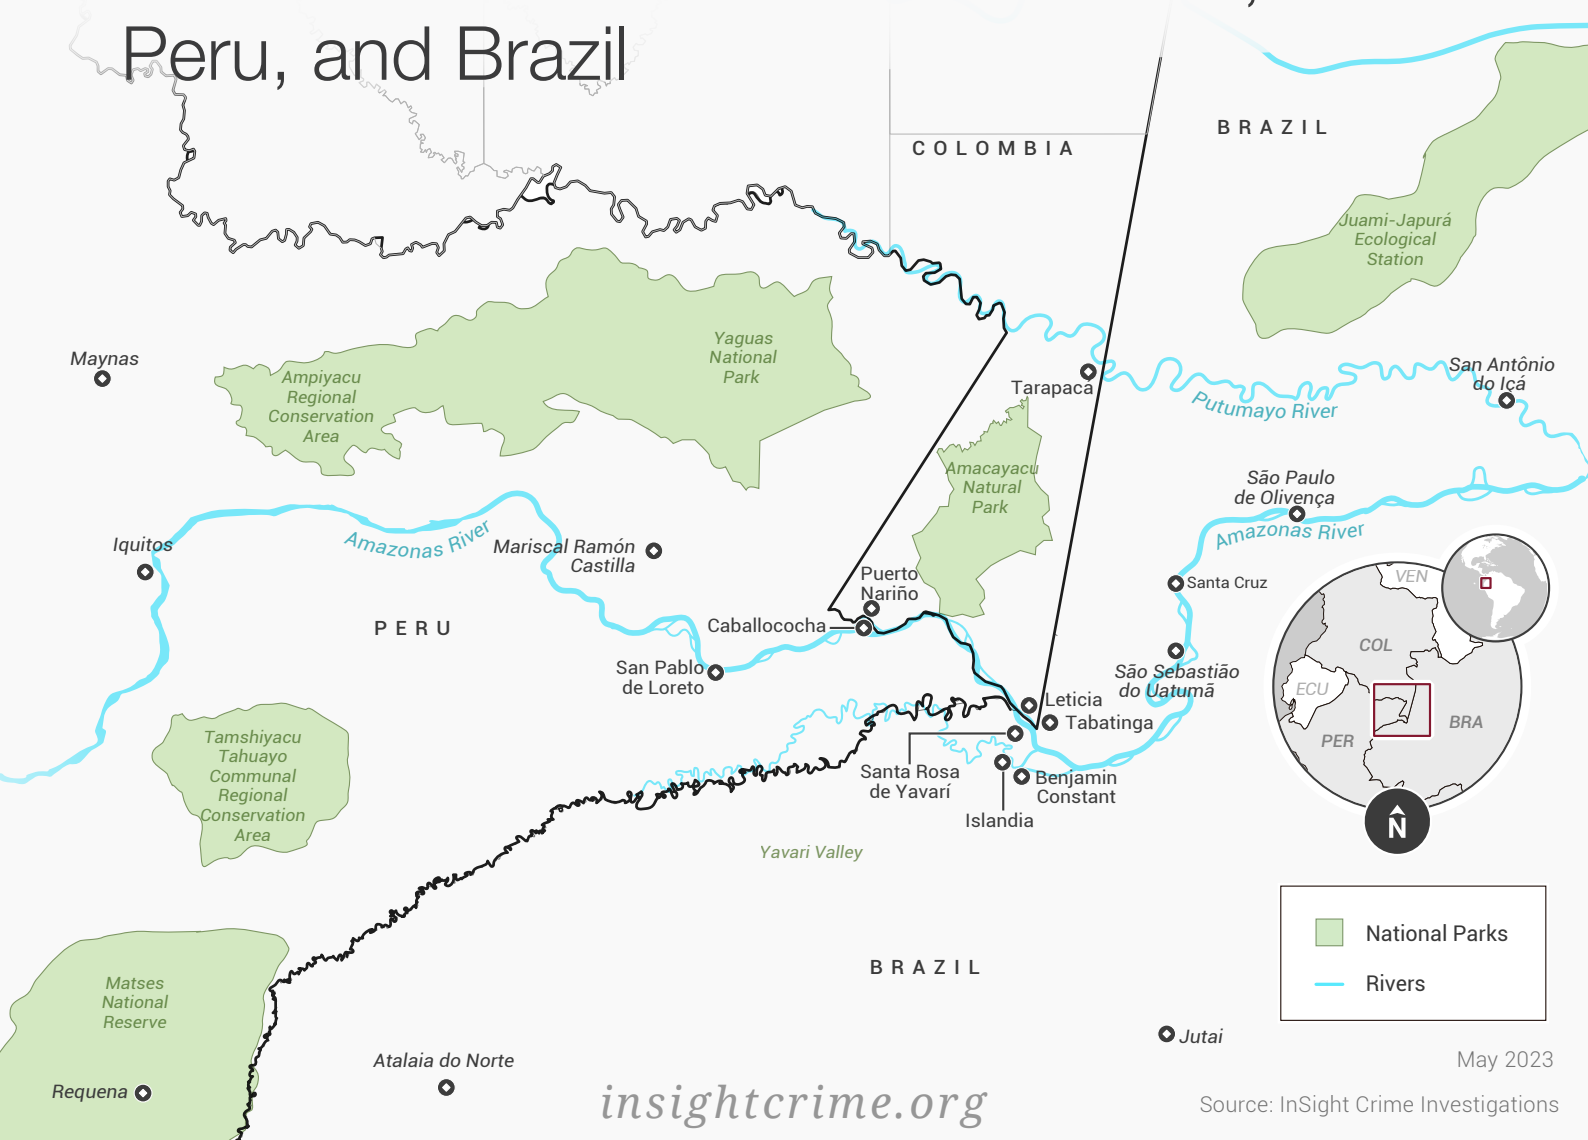 Peru, and Brazil
COLOMBIA
BRAZIL
Juami-Japurá
Ecological
Station
Yaguas
National
Park
Maynas
Ampiyacu
Regional
Conservation
Area
Tarapacá
San Antônio
do Içá
Putumayo River
Amacayacu
Natural
Park
São Paulo
de Olivença
Amazonas River
Iquitos
Amazonas River
Mariscal Ramón
Castilla
Puerto
Nariño
Santa Cruz
PERU
Caballococha
San Pablo
de Loreto
São Sebastião
do Uatumã
Leticia
Tabatinga
Santa Rosa
de Yavarí
Benjamin
Constant
Islandia
Tamshiyacu
Tahuayo
Communal
Regional
Conservation
Area
Yavari Valley
VEN
COL
ECU
PER
BRA
N
BRAZIL
National Parks
Rivers
Matses
National
Reserve
Requena
Atalaia do Norte
Jutai
May 2023
insightcrime.org
Source: InSight Crime Investigations